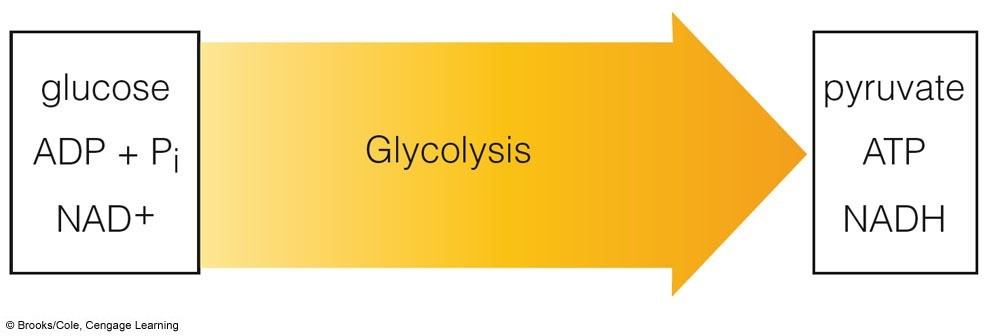 glucose
ADP + Pi
NAD+
Glycolysis
pyruvate
ATP
NADH
© Brooks/Cole, Cengage Learning